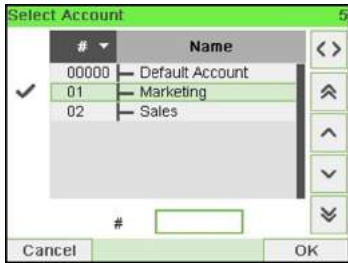 Select Account 5
# Name
00000 Default Account
01 Marketing
02 Sales
#
Cancel OK